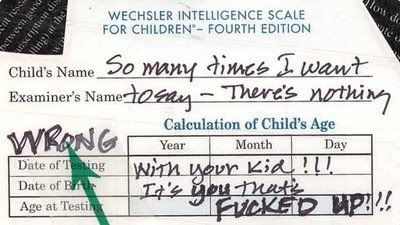 WECHSLER INTELLIGENCE SCALE
FOR CHILDREN® – FOURTH EDITION
Child's Name So many times I want
Examiner's Name to say – There's nothing
WRONG
Calculation of Child's Age
Year Month Day
Date of Testing With your kid!!!
Date of Birth It's you that's
Age at Testing FUCKED UP!!!